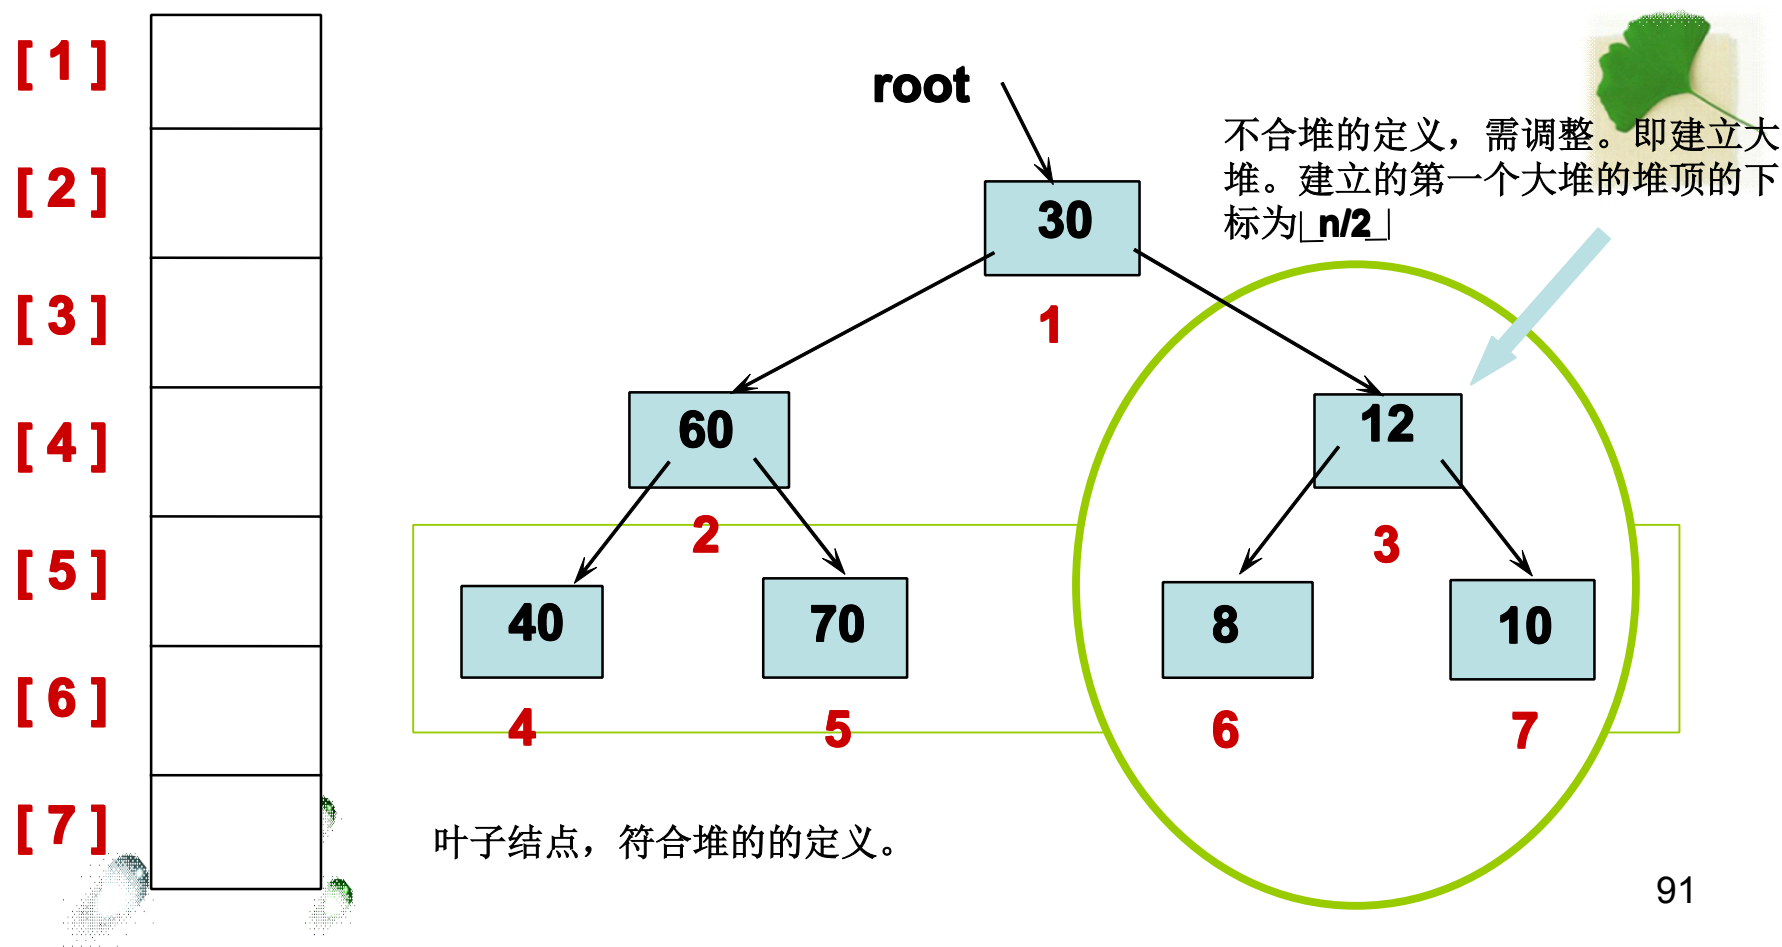 [ 1 ]
[ 2 ]
[ 3 ]
[ 4 ]
[ 5 ]
[ 6 ]
[ 7 ]
root
不合堆的定义，需调整。即建立大
堆。建立的第一个大堆的堆顶的下
标为|_n/2_|
30
1
60
12
2
3
40
70
8
10
4
5
6
7
叶子结点，符合堆的的定义。
91